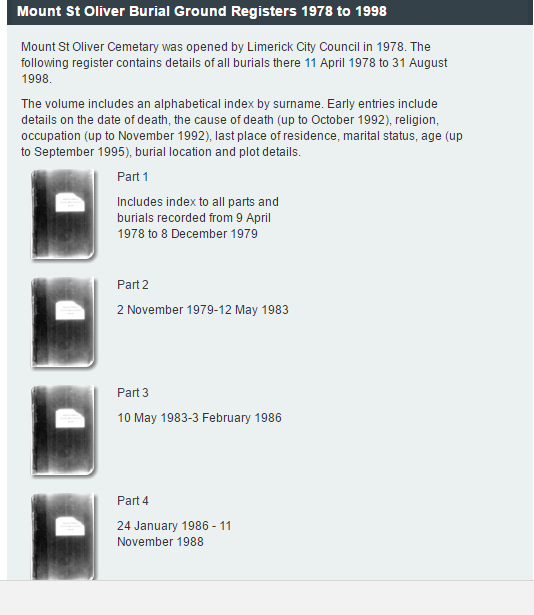 Mount St Oliver Burial Ground Registers 1978 to 1998
Mount St Oliver Cemetary was opened by Limerick City Council in 1978. The
following register contains details of all burials there 11 April 1978 to 31 August
1998.
The volume includes an alphabetical index by surname. Early entries include
details on the date of death, the cause of death (up to October 1992), religion,
occupation (up to November 1992), last place of residence, marital status, age (up
to September 1995), burial location and plot details.
Part 1
Includes index to all parts and
burials recorded from 9 April
1978 to 8 December 1979
Part 2
2 November 1979-12 May 1983
Part 3
10 May 1983-3 February 1986
Part 4
24 January 1986 - 11
November 1988